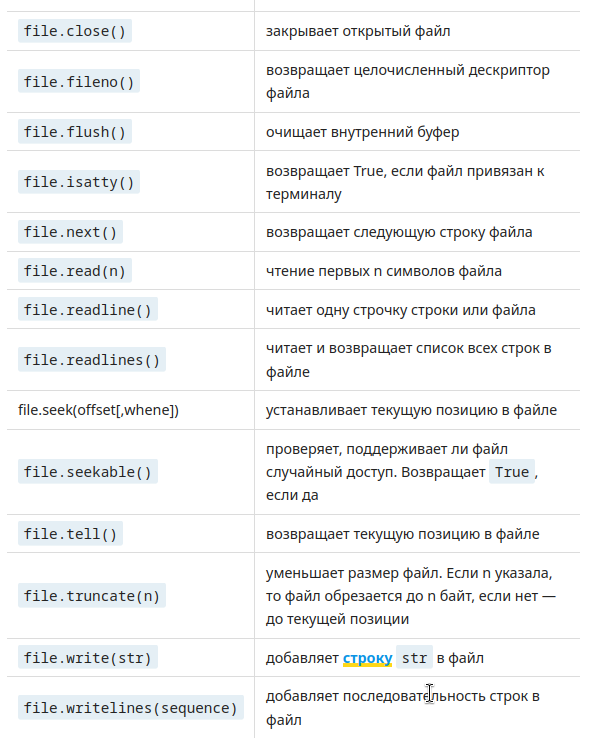 file.close() закрывает открытый файл
file.fileno() возвращает целочисленный дескриптор
файла
file.flush() очищает внутренний буфер
file.isatty() возвращает True, если файл привязан к
терминалу
file.next() возвращает следующую строку файла
file.read(n) чтение первых n символов файла
file.readline() читает одну строчку строки или файла
file.readlines() читает и возвращает список всех строк в
файле
file.seek(offset[,whene]) устанавливает текущую позицию в файле
file.seekable() проверяет, поддерживает ли файл
случайный доступ. Возвращает True ,
если да
file.tell() возвращает текущую позицию в файле
file.truncate(n) уменьшает размер файл. Если n указала,
то файл обрезается до n байт, если нет —
до текущей позиции
file.write(str) добавляет строку str в файл
file.writelines(sequence) добавляет последовательность строк в
файл